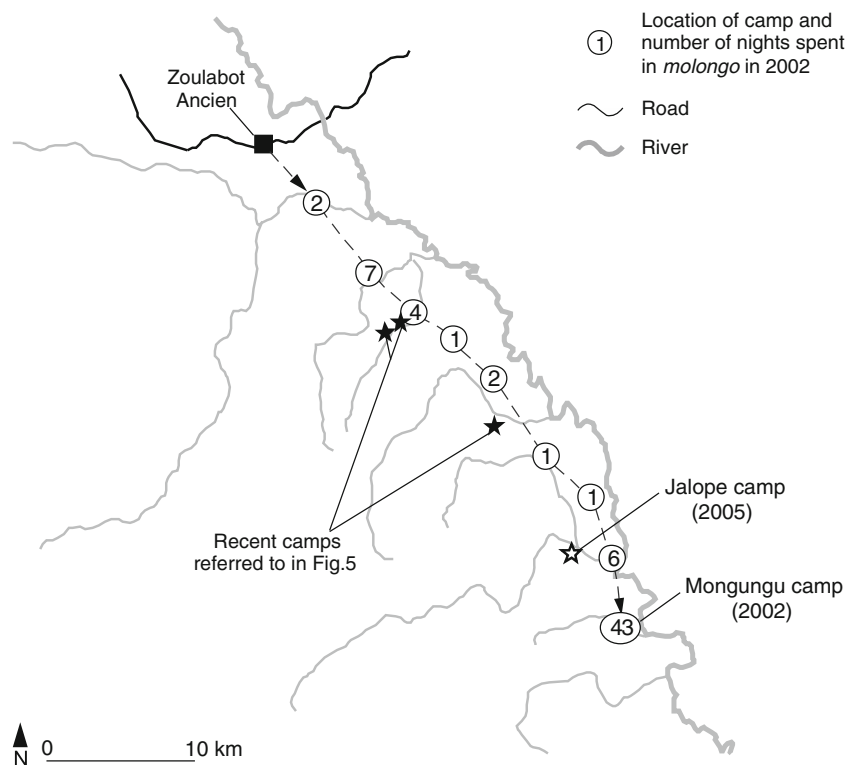 1
Location of camp and
number of nights spent
in molongo in 2002
Road
River
Zoulabot
Ancien
2
7
4
1
2
1
1
6
43
Jalope camp
(2005)
Mongungu camp
(2002)
Recent camps
referred to in Fig.5
N
0 10 km